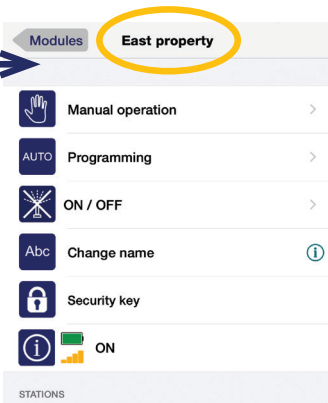 Modules East property
Manual operation
AUTO Programming
ON / OFF
Abc Change name
Security key
ON
STATIONS